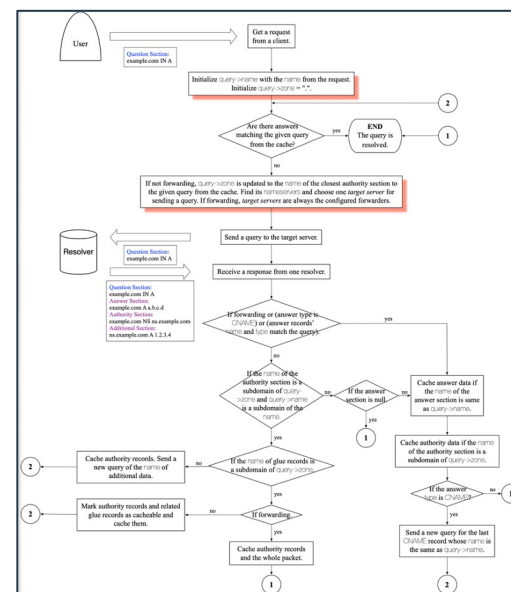 User
Question Section:
example.com IN A
Get a request
from a client.
Initialize query->name with the name from the request.
Initialize query->zone = ".".
2
Are there answers
matching the given query
from the cache?
yes
END
The query is
resolved.
1
no
If not forwarding, query->zone is updated to the name of the closest authority section to
the given query from the cache. Find its nameservers and choose one target server for
sending a query. If forwarding, target servers are always the configured forwarders.
Send a query to the target server.
Resolver
Question Section:
example.com IN A
Receive a response from one resolver.
Question Section:
example.com IN A
Answer Section:
example.com A a.b.c.d
Authority Section:
example.com NS ns.example.com
Additional Section:
ns.example.com A 1.2.3.4
If forwarding or (answer type is
CNAME) or (answer records'
name and type match the query).
yes
no
If the name of the
authority section is a
subdomain of query-
>zone and query->name
is a subdomain of the
name.
no
If the answer
section is null.
no
Cache answer data if
the name of the
answer section is same
as query->name.
yes
1
yes
Cache authority data if the name
of the authority section is a
subdomain of query->zone.
2
Cache authority records. Send a
new query of the name of
additional data.
no
If the name of glue records is
a subdomain of query->zone.
yes
If the answer
type is CNAME?
no
1
2
Mark authority records and related
glue records as cacheable and
cache them.
no
If forwarding.
yes
yes
Send a new query for the last
CNAME record whose name is
the same as query->name.
Cache authority records
and the whole packet.
1
2